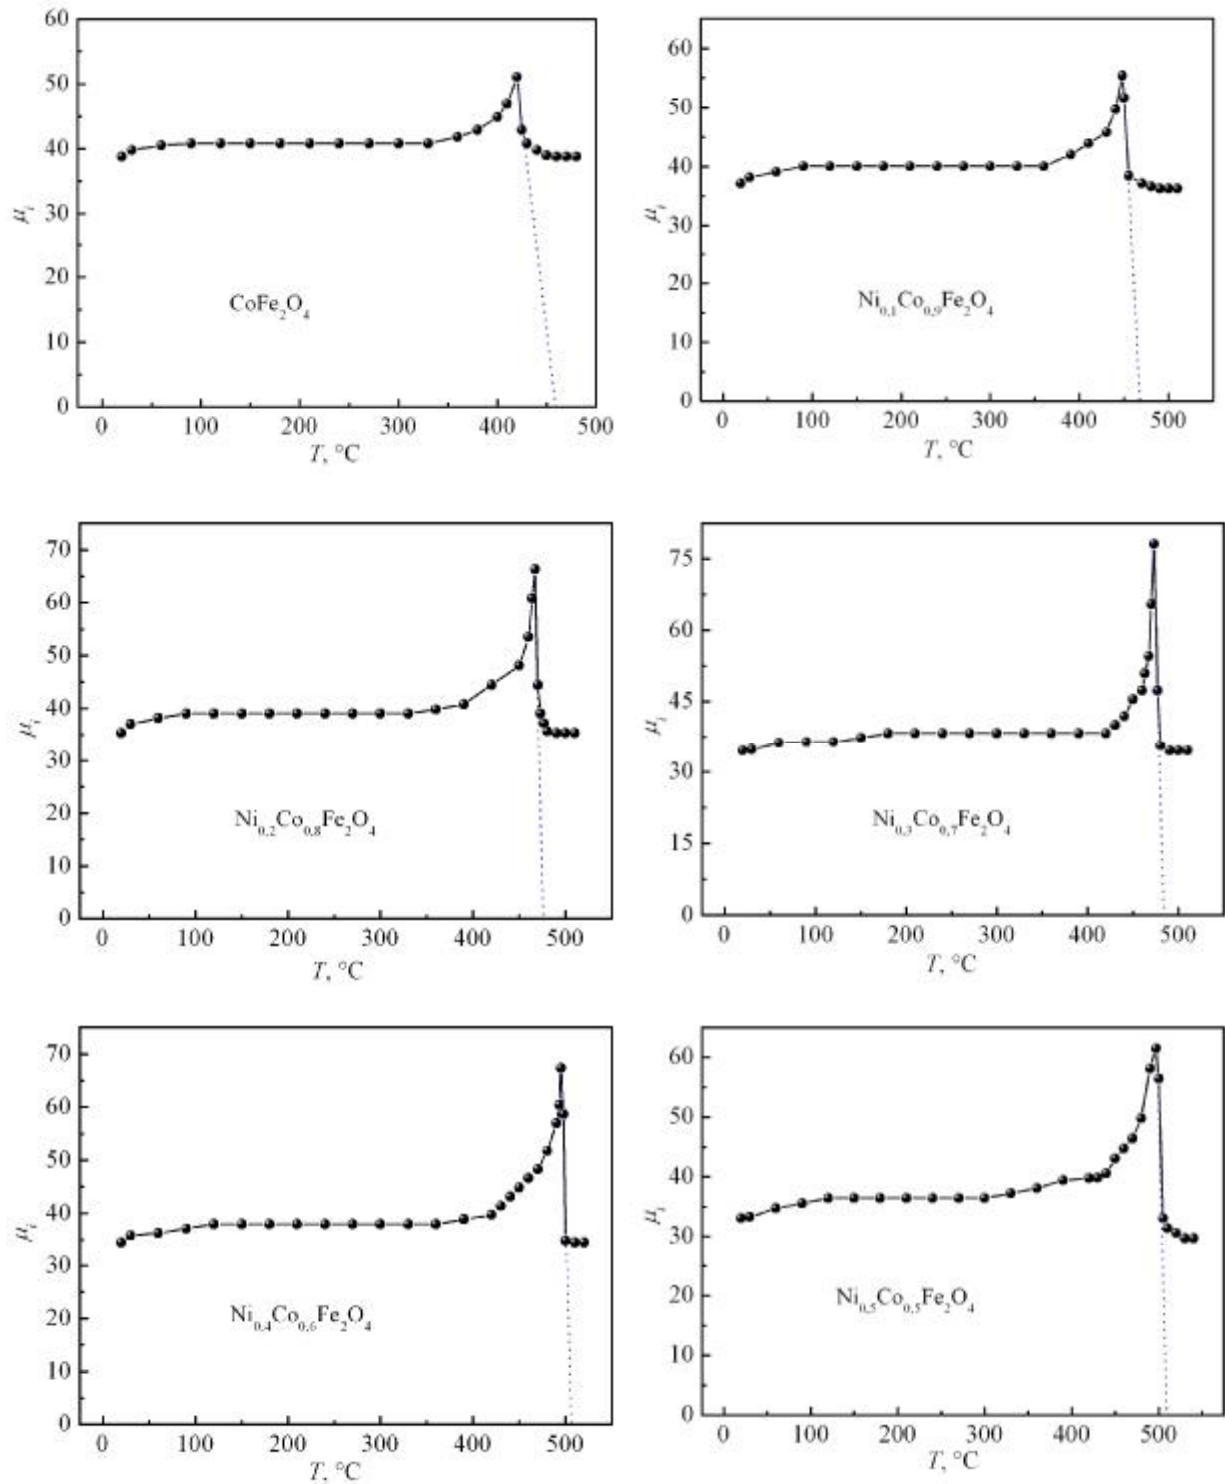 60
50
40
30
20
10
0
μᵢ
CoFe₂O₄
0 100 200 300 400 500
T, °C
60
50
40
30
20
10
0
μᵢ
Ni₀,₁Co₀,₉Fe₂O₄
0 100 200 300 400 500
T, °C
70
60
50
40
30
20
10
0
μᵢ
Ni₀,₂Co₀,₈Fe₂O₄
0 100 200 300 400 500
T, °C
75
60
45
30
15
0
μᵢ
Ni₀,₃Co₀,₇Fe₂O₄
0 100 200 300 400 500
T, °C
70
60
50
40
30
20
10
0
μᵢ
Ni₀,₄Co₀,₆Fe₂O₄
0 100 200 300 400 500
T, °C
60
50
40
30
20
10
0
μᵢ
Ni₀,₅Co₀,₅Fe₂O₄
0 100 200 300 400 500
T, °C